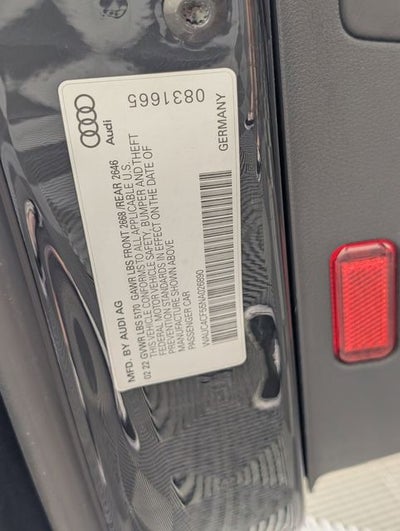 Audi
0831665
MFD. BY AUDI AG
02 22 GVWR LBS 5170 GAWR LBS FRONT 2668 /REAR 2646
THIS VEHICLE CONFORMS TO ALL APPLICABLE U.S.
FEDERAL MOTOR VEHICLE SAFETY, BUMPER AND THEFT
PREVENTION STANDARDS IN EFFECT ON THE DATE OF
MANUFACTURE SHOWN ABOVE
PASSENGER CAR
WAUCACF55NA026890
GERMANY